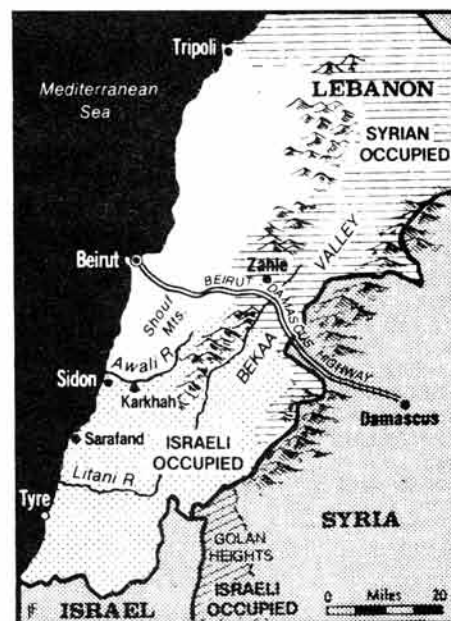 Tripoli
Mediterranean
Sea
LEBANON
SYRIAN
OCCUPIED
Beirut
Zahle
BEIRUT DAMASCUS HIGHWAY
BEKAA VALLEY
Shouf
Mts.
Awali R.
Sidon
Karkhah
Damascus
Sarafand
ISRAELI
OCCUPIED
Litani R.
Tyre
SYRIA
GOLAN
HEIGHTS
ISRAEL
ISRAELI
OCCUPIED
0 Miles 20